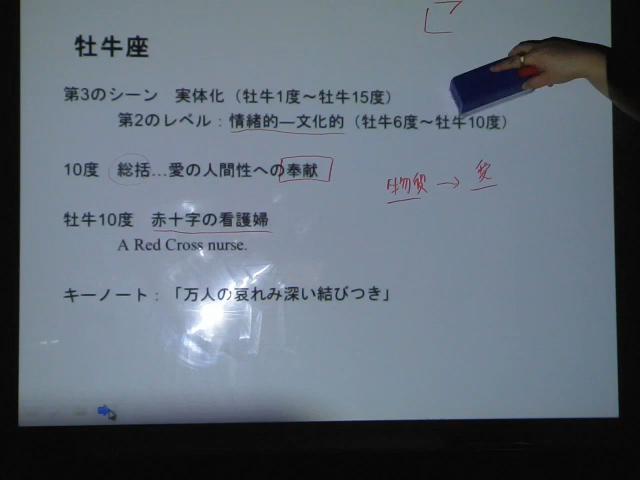 牡牛座
第3のシーン　実体化（牡牛1度～牡牛15度）
第2のレベル：情緒的―文化的（牡牛6度～牡牛10度）
10度　総括…愛の人間性への奉献
物質→愛
牡牛10度　赤十字の看護婦
A Red Cross nurse.
キーノート：「万人の哀れみ深い結びつき」